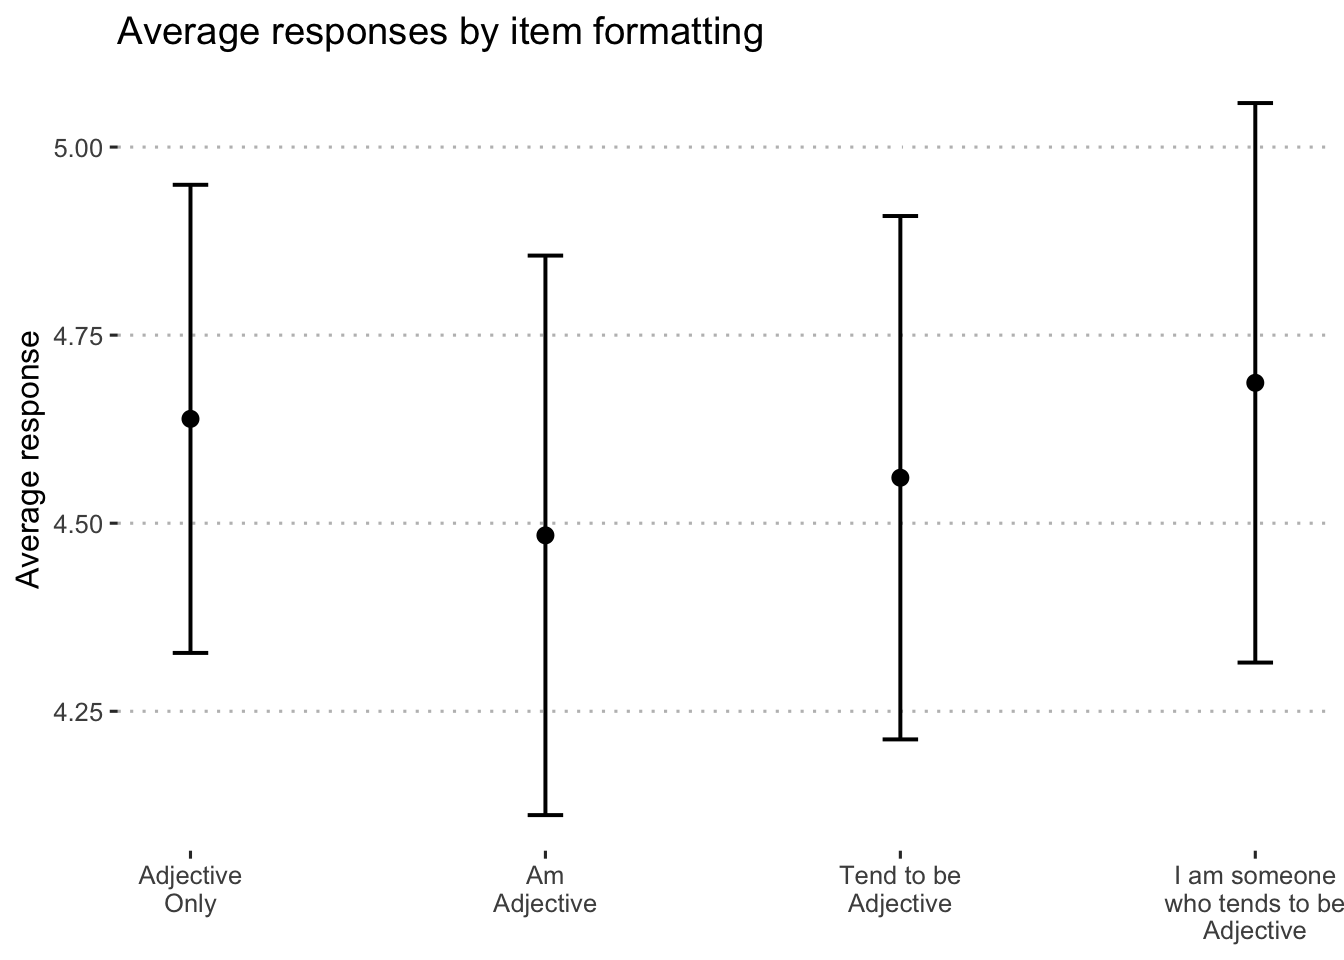 Average responses by item formatting
Average response
5.00
4.75
4.50
4.25
Adjective
Only
Am
Adjective
Tend to be
Adjective
I am someone
who tends to be
Adjective